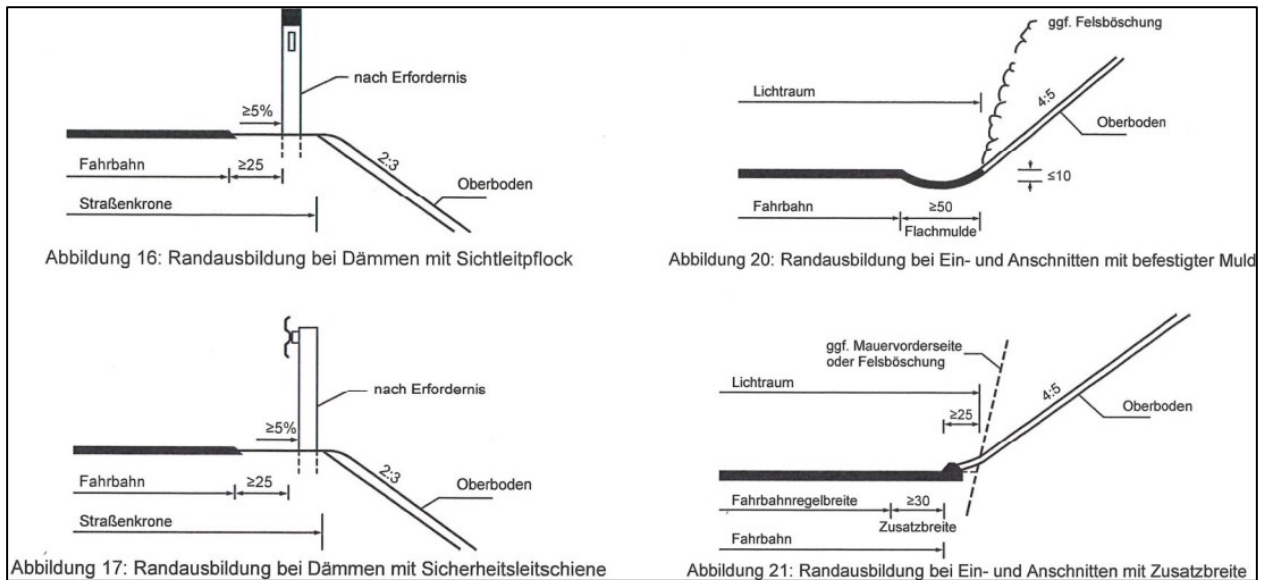 nach Erfordernis
≥5%
Fahrbahn
≥25
2:3
Oberboden
Straßenkrone
Abbildung 16: Randausbildung bei Dämmen mit Sichtleitpflock
ggf. Felsböschung
Lichtraum
4:5
Oberboden
≤10
Fahrbahn
≥50
Flachmulde
Abbildung 20: Randausbildung bei Ein- und Anschnitten mit befestigter Muld
nach Erfordernis
≥5%
Fahrbahn
≥25
2:3
Oberboden
Straßenkrone
Abbildung 17: Randausbildung bei Dämmen mit Sicherheitsleitschiene
ggf. Mauervorderseite
oder Felsböschung
Lichtraum
≥25
4:5
Oberboden
Fahrbahnregelbreite
≥30
Zusatzbreite
Fahrbahn
Abbildung 21: Randausbildung bei Ein- und Anschnitten mit Zusatzbreite